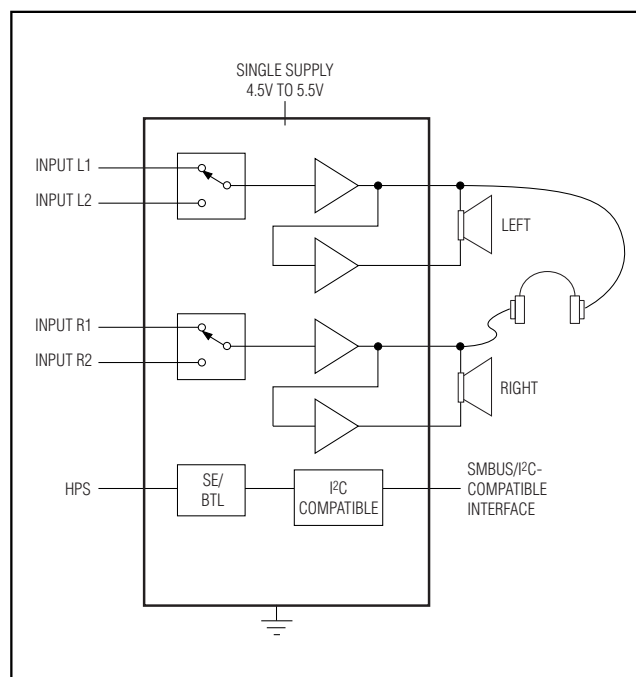 SINGLE SUPPLY
4.5V TO 5.5V
INPUT L1
INPUT L2
LEFT
INPUT R1
INPUT R2
RIGHT
HPS
SE/
BTL
I²C
COMPATIBLE
SMBUS/I²C-
COMPATIBLE
INTERFACE